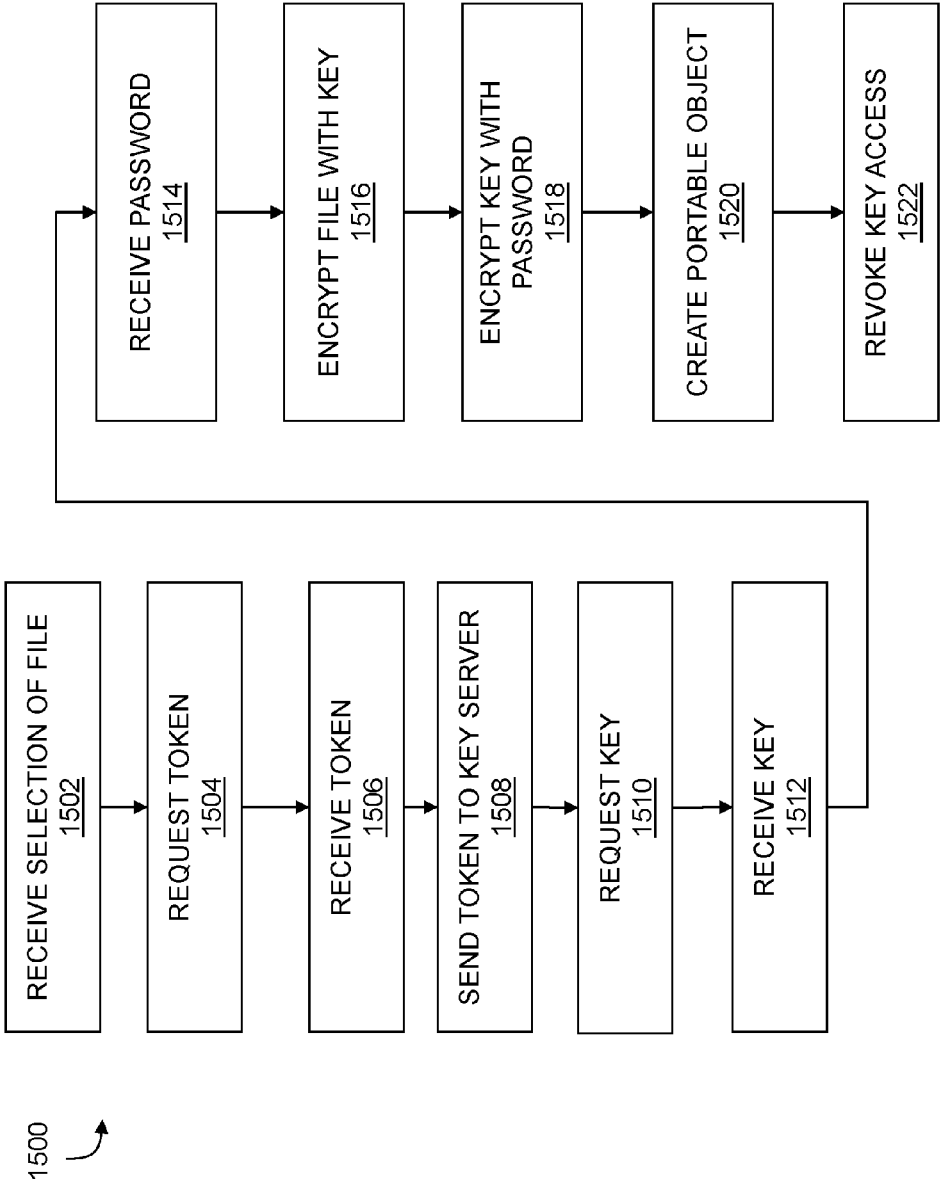 1500
RECEIVE SELECTION OF FILE
1502
REQUEST TOKEN
1504
RECEIVE TOKEN
1506
SEND TOKEN TO KEY SERVER
1508
REQUEST KEY
1510
RECEIVE KEY
1512
RECEIVE PASSWORD
1514
ENCRYPT FILE WITH KEY
1516
ENCRYPT KEY WITH
PASSWORD
1518
CREATE PORTABLE OBJECT
1520
REVOKE KEY ACCESS
1522